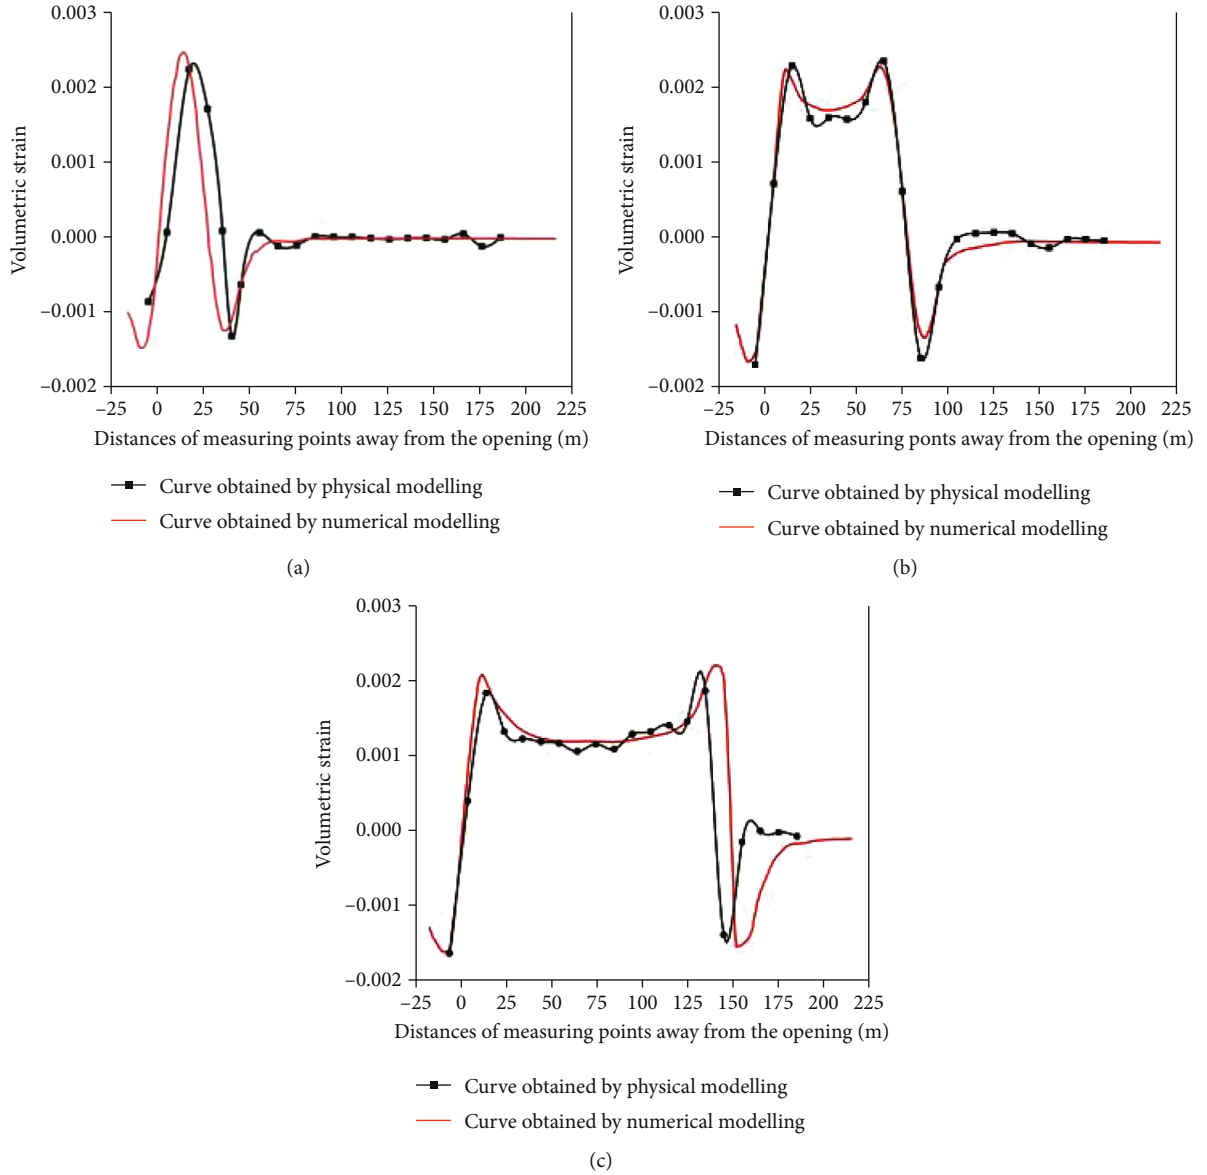 0.003
0.002
0.001
0.000
−0.001
−0.002
Volumetric strain
−25 0 25 50 75 100 125 150 175 200 225
Distances of measuring points away from the opening (m)
Curve obtained by physical modelling
Curve obtained by numerical modelling
(a)
0.003
0.002
0.001
0.000
−0.001
−0.002
Volumetric strain
−25 0 25 50 75 100 125 150 175 200 225
Distances of measuring ponts away from the opening (m)
Curve obtained by physical modelling
Curve obtained by numerical modelling
(b)
0.003
0.002
0.001
0.000
−0.001
−0.002
Volumetric strain
−25 0 25 50 75 100 125 150 175 200 225
Distances of measuring points away from the opening (m)
Curve obtained by physical modelling
Curve obtained by numerical modelling
(c)